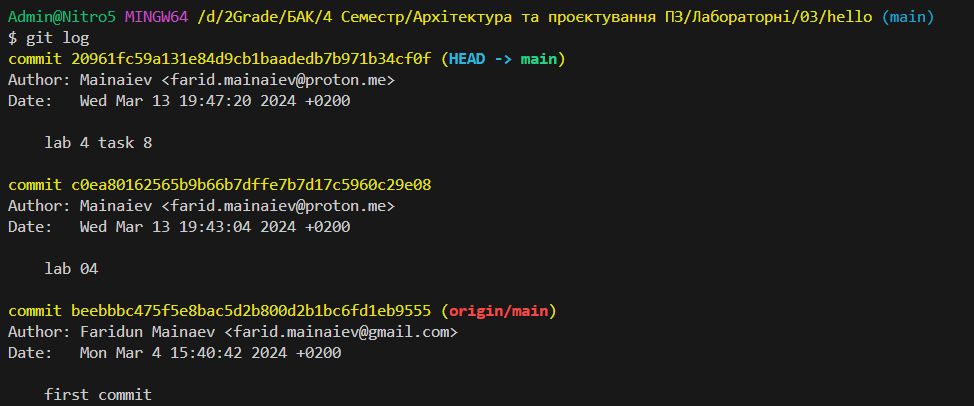 Admin@Nitro5 MINGW64 /d/2Grade/БАК/4 Семестр/Архітектура та проєктування ПЗ/Лабораторні/03/hello (main)
$ git log
commit 20961fc59a131e84d9cb1baadedb7b971b34cf0f (HEAD -> main)
Author: Mainaiev <farid.mainaiev@proton.me>
Date:   Wed Mar 13 19:47:20 2024 +0200
    lab 4 task 8
commit c0ea80162565b9b66b7dffe7b7d17c5960c29e08
Author: Mainaiev <farid.mainaiev@proton.me>
Date:   Wed Mar 13 19:43:04 2024 +0200
    lab 04
commit beebbbc475f5e8bac5d2b800d2b1bc6fd1eb9555 (origin/main)
Author: Faridun Mainaev <farid.mainaiev@gmail.com>
Date:   Mon Mar 4 15:40:42 2024 +0200
    first commit